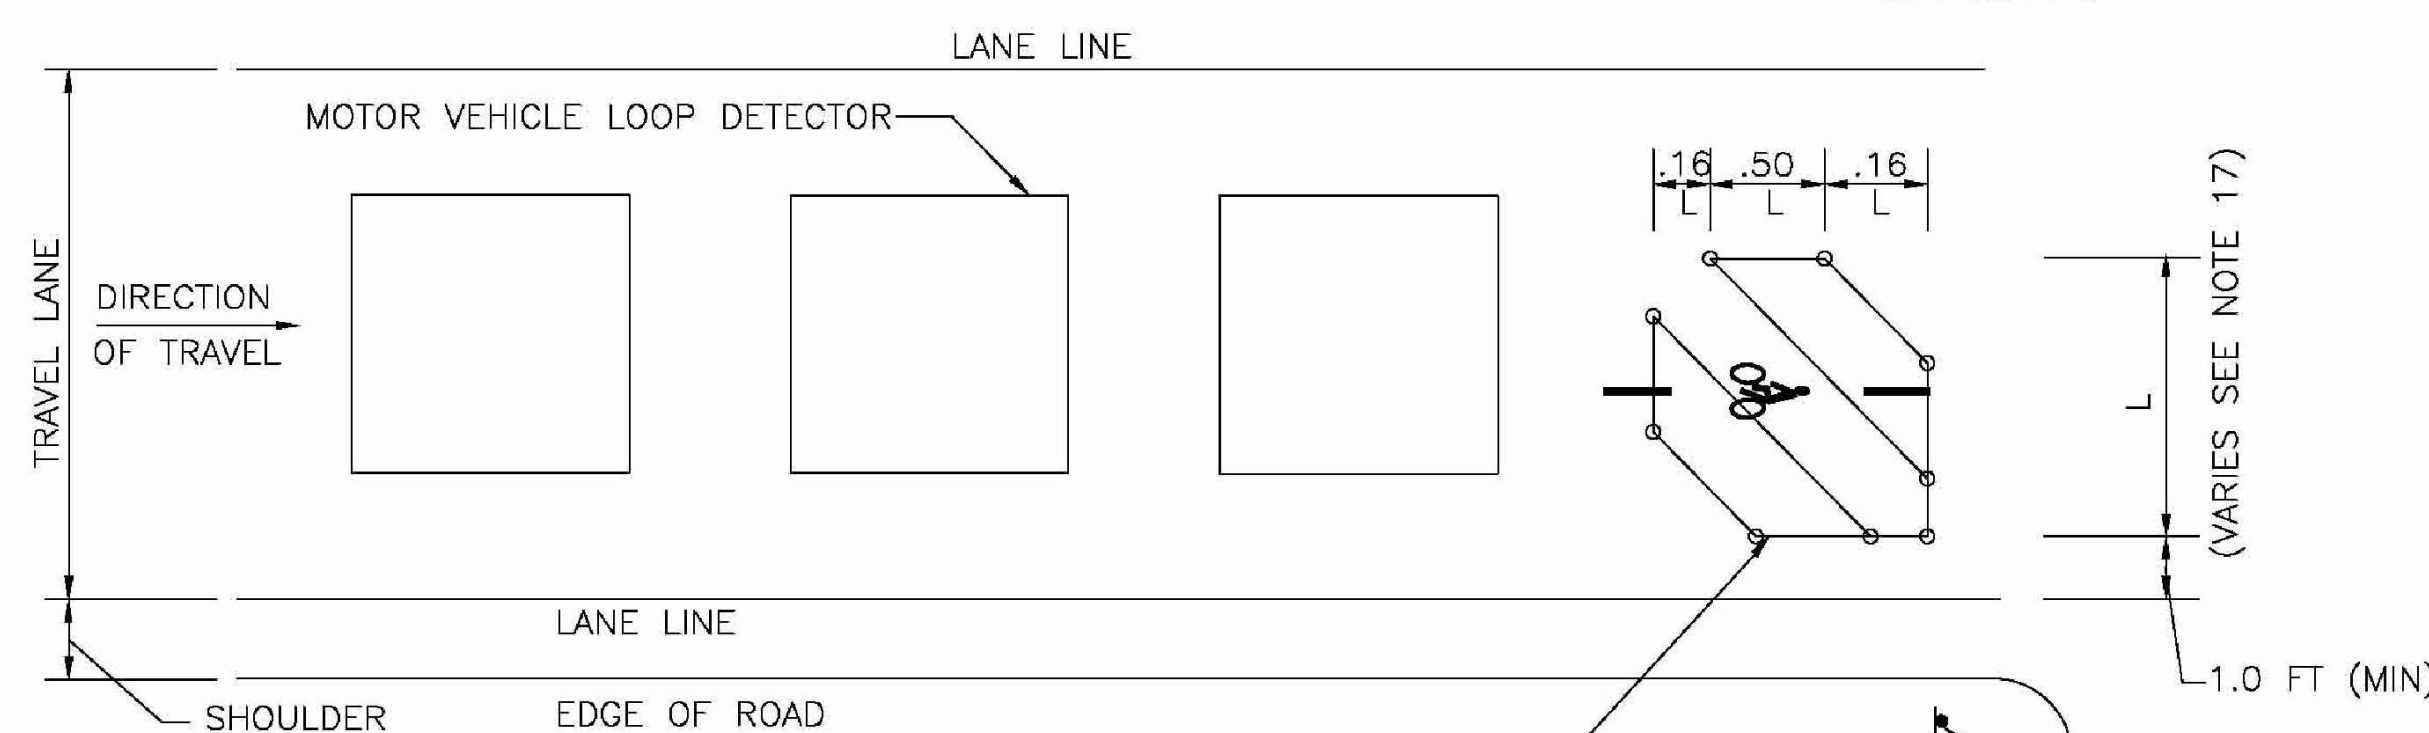 LANE LINE
MOTOR VEHICLE LOOP DETECTOR
.16 .50 .16
L L L
TRAVEL LANE
DIRECTION
OF TRAVEL
L
(VARIES SEE NOTE 17)
LANE LINE
1.0 FT (MIN)
SHOULDER
EDGE OF ROAD